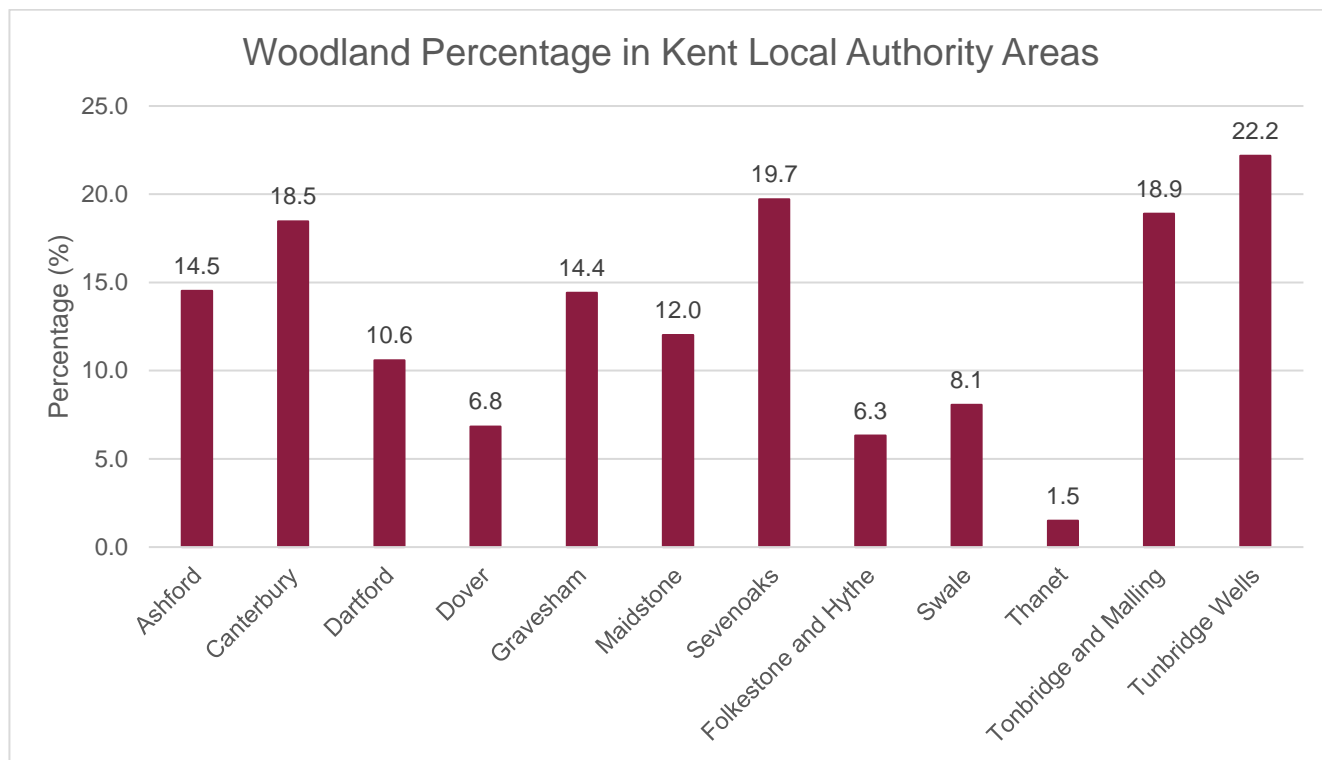 Woodland Percentage in Kent Local Authority Areas
Percentage (%)
25.0
20.0
15.0
10.0
5.0
0.0
14.5
18.5
10.6
6.8
14.4
12.0
19.7
6.3
8.1
1.5
18.9
22.2
Ashford
Canterbury
Dartford
Dover
Gravesham
Maidstone
Sevenoaks
Folkestone and Hythe
Swale
Thanet
Tonbridge and Malling
Tunbridge Wells